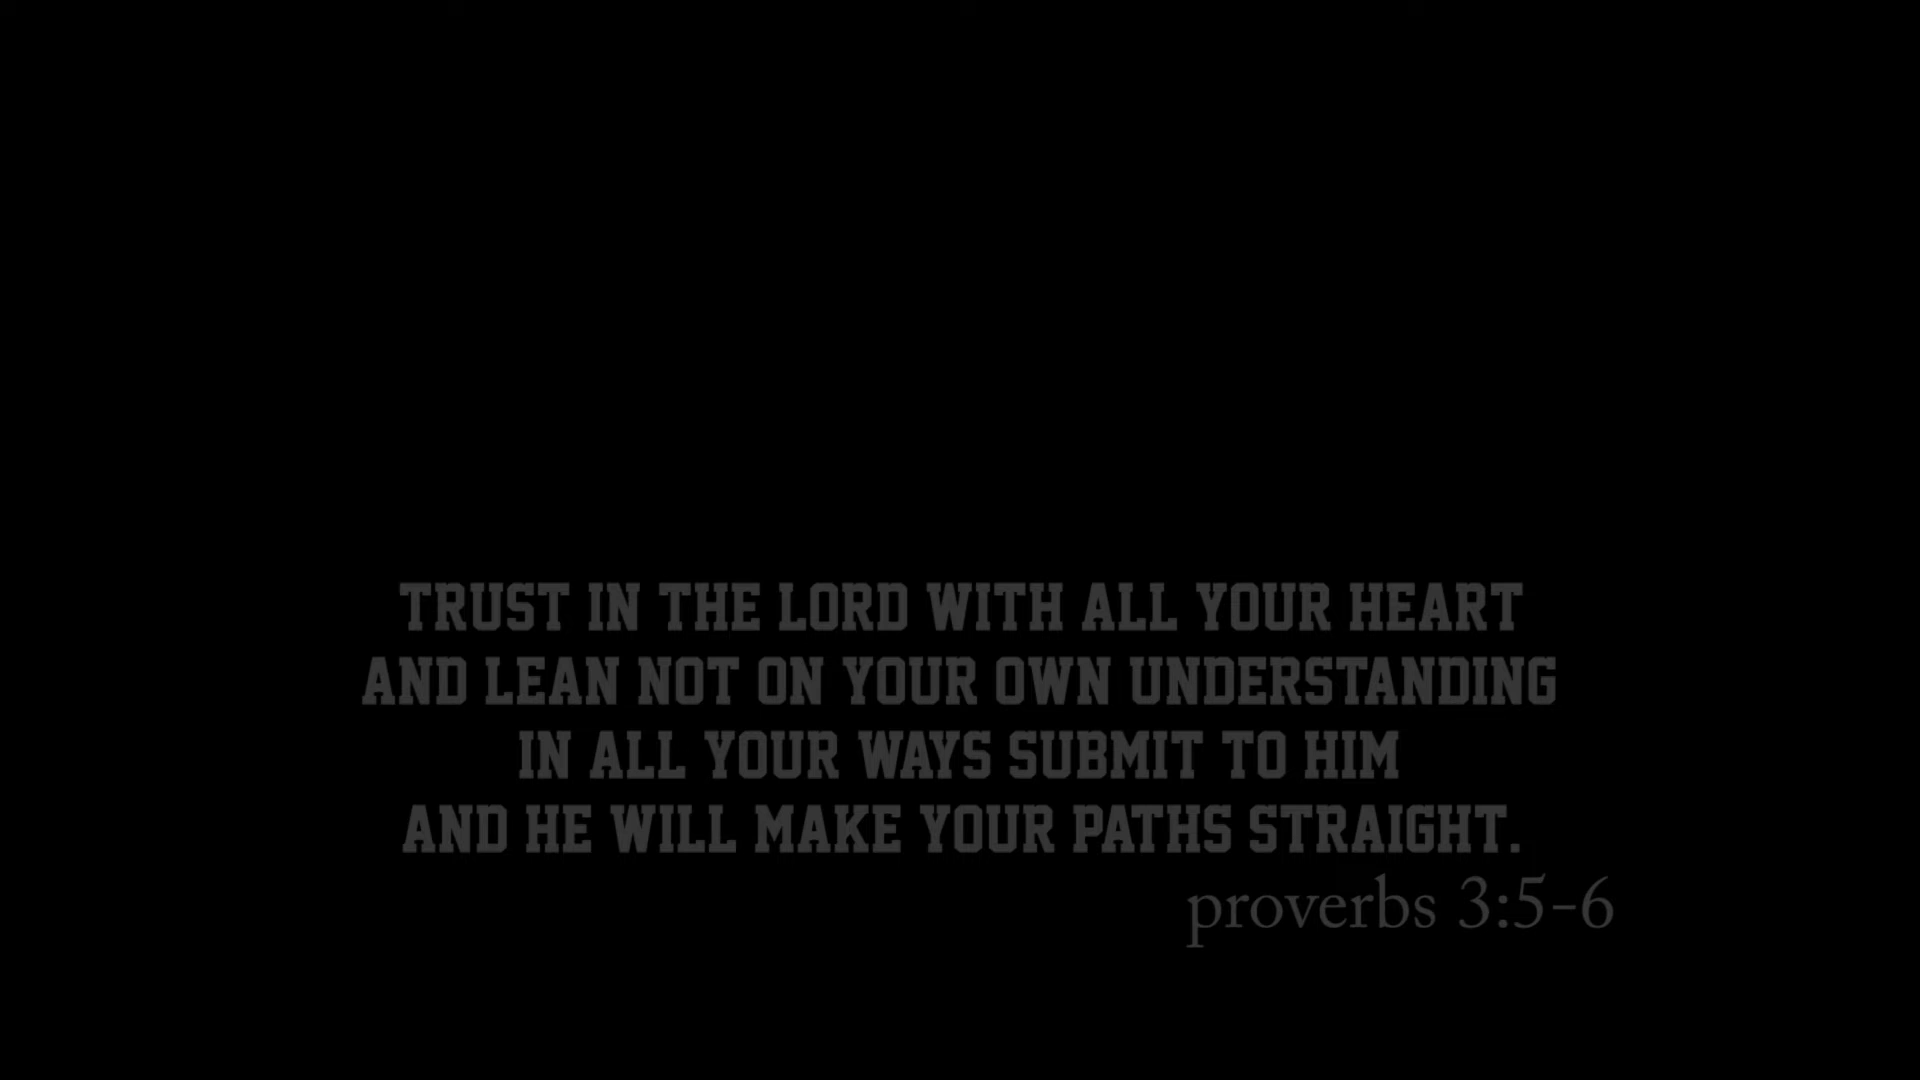 TRUST IN THE LORD WITH ALL YOUR HEART
AND LEAN NOT ON YOUR OWN UNDERSTANDING
IN ALL YOUR WAYS SUBMIT TO HIM
AND HE WILL MAKE YOUR PATHS STRAIGHT.
proverbs 3:5-6